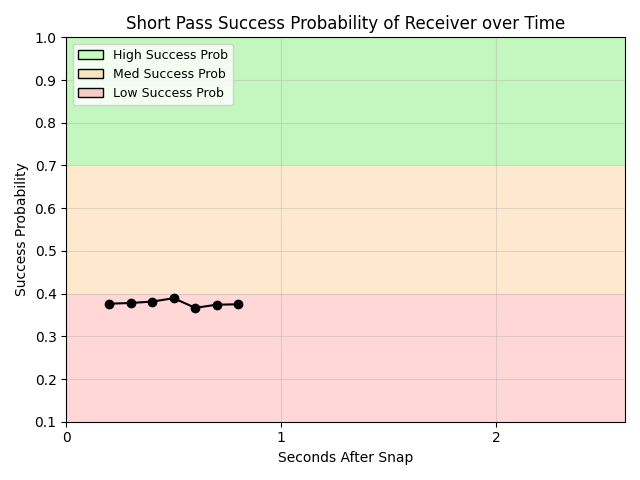 Short Pass Success Probability of Receiver over Time
1.0
High Success Prob
Med Success Prob
Low Success Prob
0.9
0.8
0.7
0.6
0.5
0.4
0.3
0.2
0.1
Success Probability
0 1 2
Seconds After Snap